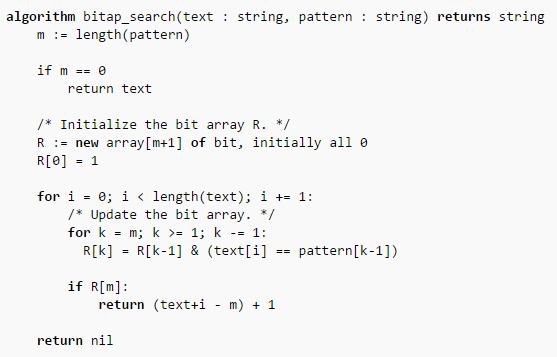 algorithm bitap_search(text : string, pattern : string) returns string
    m := length(pattern)

    if m == 0
        return text

    /* Initialize the bit array R. */
    R := new array[m+1] of bit, initially all 0
    R[0] = 1

    for i = 0; i < length(text); i += 1:
        /* Update the bit array. */
        for k = m; k >= 1; k -= 1:
          R[k] = R[k-1] & (text[i] == pattern[k-1])

        if R[m]:
            return (text+i - m) + 1

    return nil